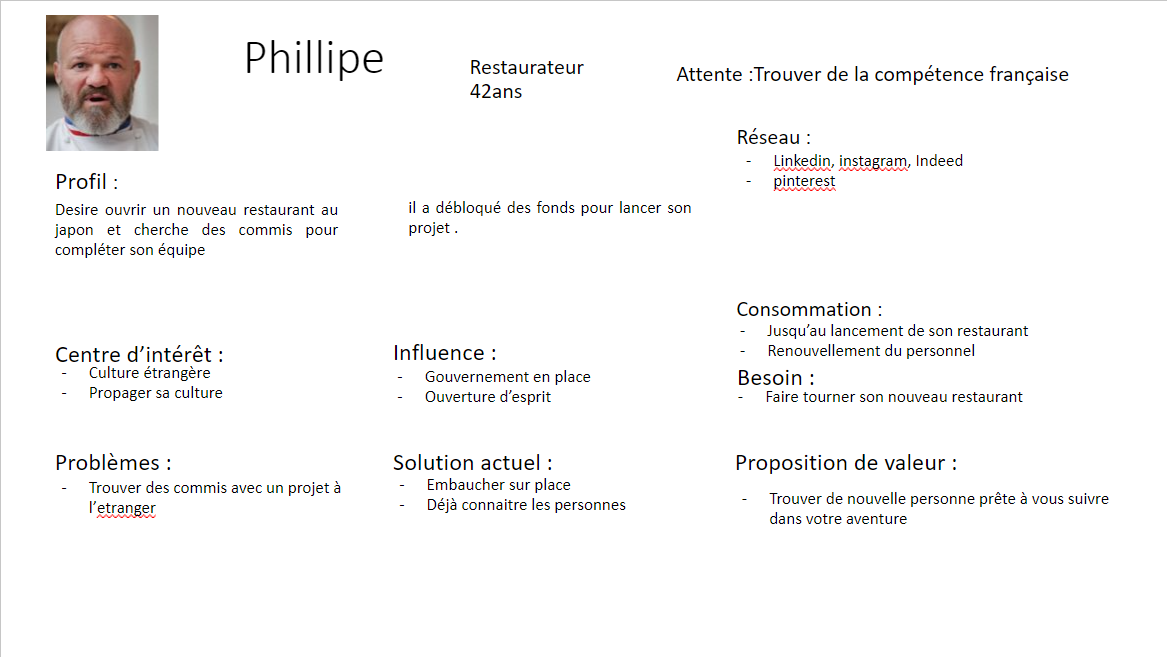 Phillipe
Restaurateur
42ans
Attente :Trouver de la compétence française
Réseau :
- Linkedin, instagram, Indeed
- pinterest
Profil :
Desire ouvrir un nouveau restaurant au
japon et cherche des commis pour
compléter son équipe
il a débloqué des fonds pour lancer son
projet .
Consommation :
- Jusqu’au lancement de son restaurant
- Renouvellement du personnel
Centre d’intérêt :
- Culture étrangère
- Propager sa culture
Influence :
- Gouvernement en place
- Ouverture d’esprit
Besoin :
- Faire tourner son nouveau restaurant
Problèmes :
- Trouver des commis avec un projet à
l’etranger
Solution actuel :
- Embaucher sur place
- Déjà connaitre les personnes
Proposition de valeur :
- Trouver de nouvelle personne prête à vous suivre
dans votre aventure